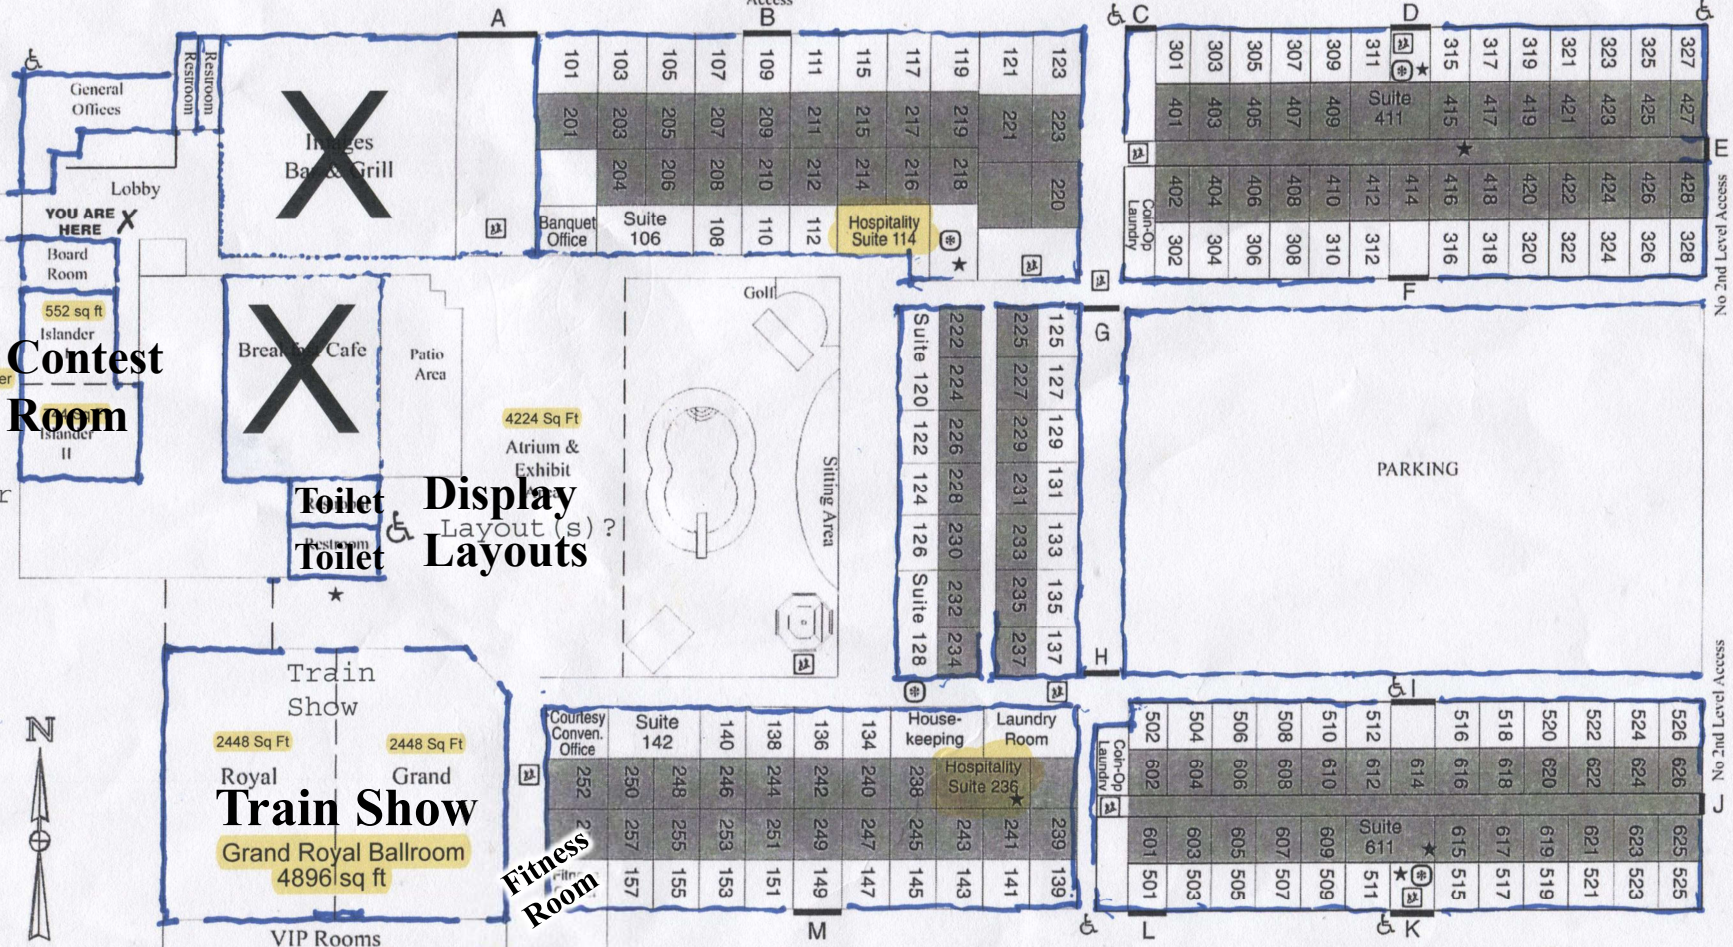 Access
A
B
C
D
Restroom
Restroom
General
Offices
Images
Bar & Grill
Lobby
YOU ARE
HERE X
Board
Room
552 sq ft
Islander
I
Contest
Room
Islander
II
Breakfast Cafe
Patio
Area
4224 Sq Ft
Atrium &
Exhibit
Area
Display
Layouts
Layout(s)?
Toilet
Toilet
Restroom
Golf
Sitting Area
101 103 105 107 109 111 115 117 119 121 123
201 203 205 207 209 211 215 217 219 221 223
204 206 208 210 212 214 216 218 220
Banquet
Office
Suite
106
108 110 112
Hospitality
Suite 114
301 303 305 307 309 311 315 317 319 321 323 325 327
401 403 405 407 409
Suite
411
415 417 419 421 423 425 427
E
402 404 406 408 410 412 414 416 418 420 422 424 426 428
Coin-Op
Laundry
302 304 306 308 310 312 316 318 320 322 324 326 328
No 2nd Level Access
F
G
Suite 120 122 124 126 Suite 128
222 224 226 228 230 232 234
225 227 229 231 233 235 237
125 127 129 131 133 135 137
PARKING
H
I
Train
Show
2448 Sq Ft
2448 Sq Ft
Royal
Grand
Train Show
Grand Royal Ballroom
4896 sq ft
VIP Rooms
N
Courtesy
Conven.
Office
Suite
142
140 138 136 134
House-
keeping
Laundry
Room
252 250 248 246 244 242 240 238
Hospitality
Suite 236
257 255 253 251 249 247 245 243 241 239
Fitness
Room
157 155 153 151 149 147 145 143 141 139
M
502 504 506 508 510 512 516 518 520 522 524 526
Coin-Op
Laundry
602 604 606 608 610 612 614 616 618 620 622 624 626
J
No 2nd Level Access
601 603 605 607 609
Suite
611
615 617 619 621 623 625
501 503 505 507 509 511 515 517 519 521 523 525
L
K